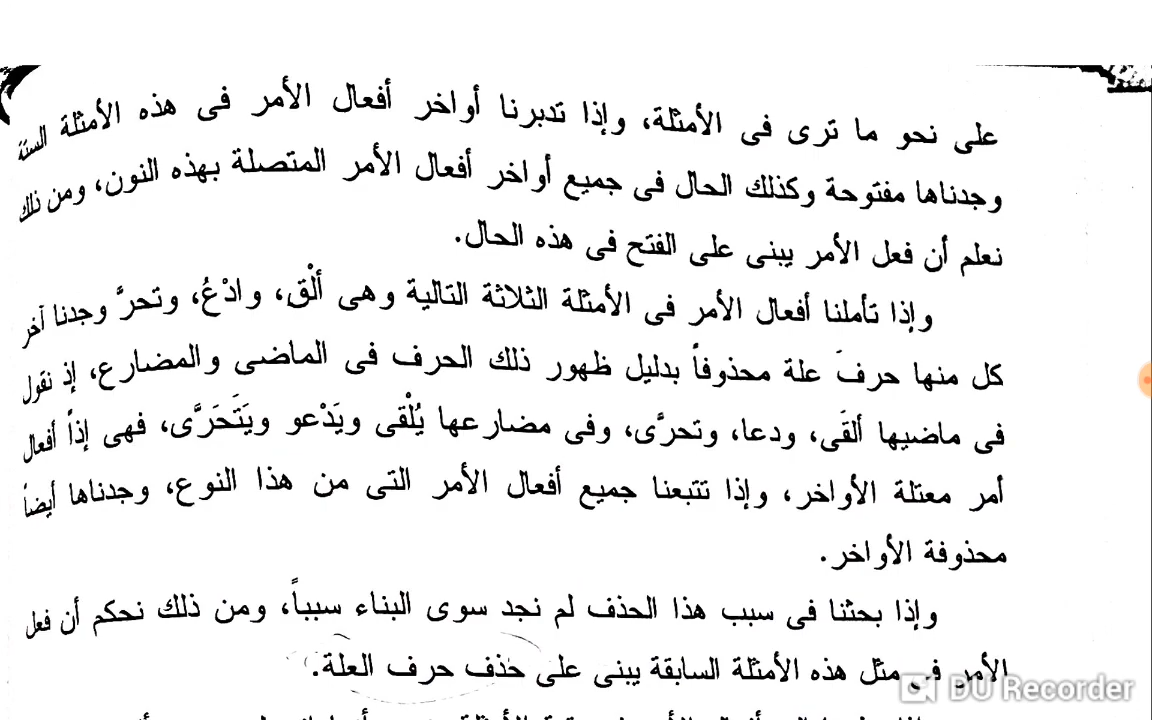 على نحو ما ترى فى الأمثلة، وإذا تدبرنا أواخر أفعال الأمر فى هذه الأمثلة الستة
وجدناها مفتوحة وكذلك الحال فى جميع أواخر أفعال الأمر المتصلة بهذه النون، ومن ذلك
نعلم أن فعل الأمر يبنى على الفتح فى هذه الحال.
وإذا تأملنا أفعال الأمر فى الأمثلة الثلاثة التالية وهى ألْقِ، وادْعُ، وتحرَّ وجدنا آخر
كل منها حرفَ علة محذوفاً بدليل ظهور ذلك الحرف فى الماضى والمضارع، إذ نقول
فى ماضيها ألقَى، ودعا، وتحرَّى، وفى مضارعها يُلْقى ويَدْعو ويَتَحَرَّى، فهى إذاً أفعال
أمر معتلة الأواخر، وإذا تتبعنا جميع أفعال الأمر التى من هذا النوع، وجدناها أيضاً
محذوفة الأواخر.
وإذا بحثنا فى سبب هذا الحذف لم نجد سوى البناء سبباً، ومن ذلك نحكم أن فعل
الأمر فى مثل هذه الأمثلة السابقة يبنى على حذف حرف العلة.
DU Recorder